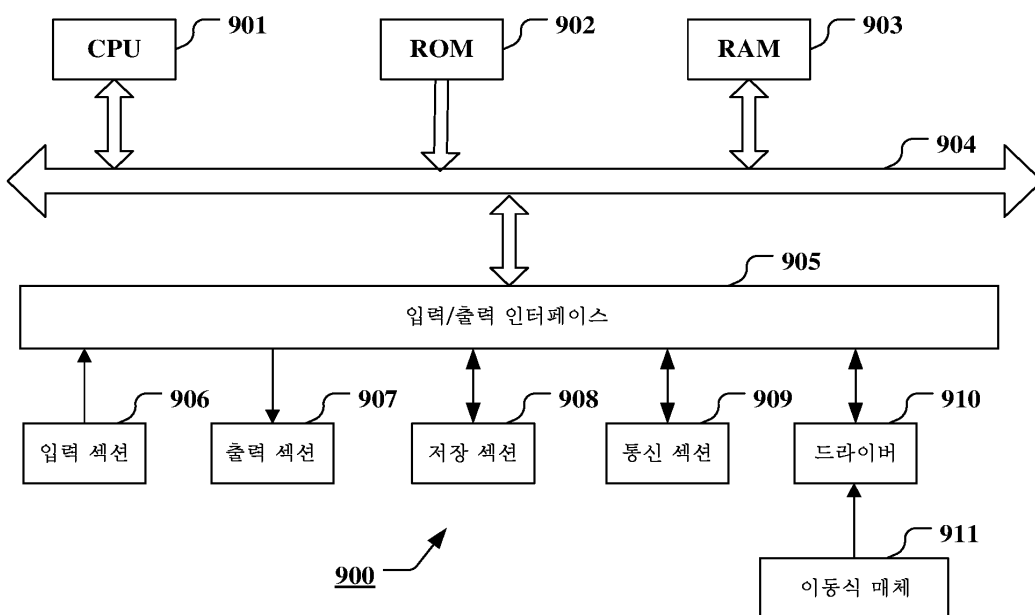 CPU
901
ROM
902
RAM
903
904
905
입력/출력 인터페이스
906
907
908
909
910
입력 섹션
출력 섹션
저장 섹션
통신 섹션
드라이버
911
900
이동식 매체